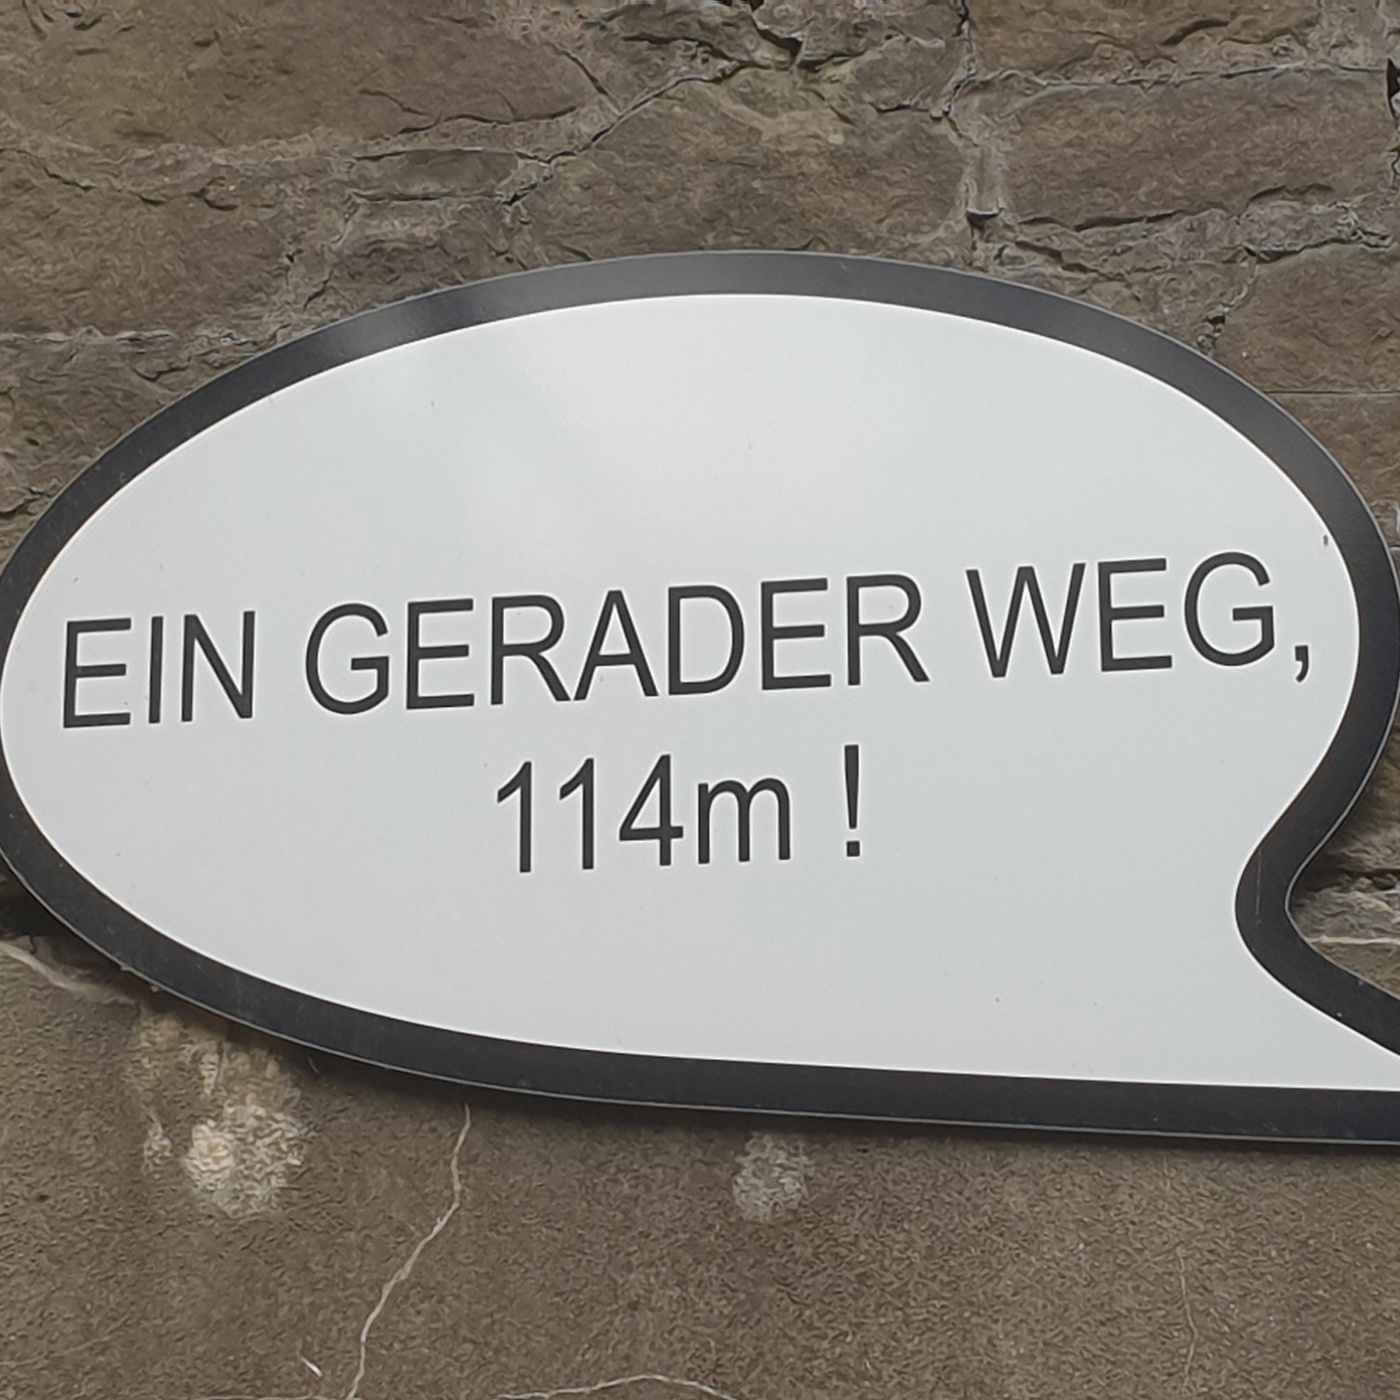 EIN GERADER WEG,
114m !